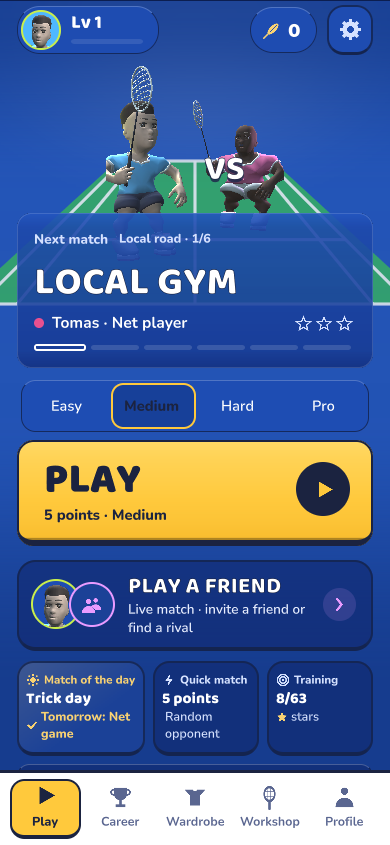 Lv 1
0
VS
Next match Local road · 1/6
LOCAL GYM
Tomas · Net player
Easy Medium Hard Pro
PLAY
5 points · Medium
PLAY A FRIEND
Live match · invite a friend or
find a rival
Match of the day
Trick day
Tomorrow: Net
game
Quick match
5 points
Random
opponent
Training
8/63
stars
Play Career Wardrobe Workshop Profile